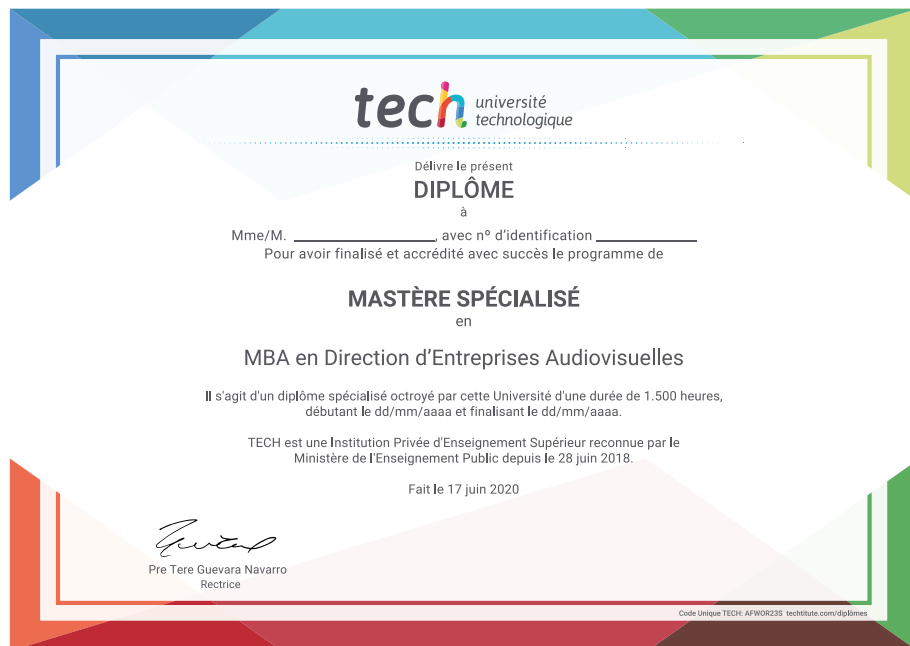 tech université
technologique
Délivre le présent
DIPLÔME
à
Mme/M. ____________, avec nº d'identification ____________
Pour avoir finalisé et accrédité avec succès le programme de
MASTÈRE SPÉCIALISÉ
en
MBA en Direction d'Entreprises Audiovisuelles
Il s'agit d'un diplôme spécialisé octroyé par cette Université d'une durée de 1.500 heures,
débutant le dd/mm/aaaa et finalisant le dd/mm/aaaa.
TECH est une Institution Privée d'Enseignement Supérieur reconnue par le
Ministère de l'Enseignement Public depuis le 28 juin 2018.
Fait le 17 juin 2020
Pre Tere Guevara Navarro
Rectrice
Code Unique TECH: AFWOR23S techtitute.com/diplômes